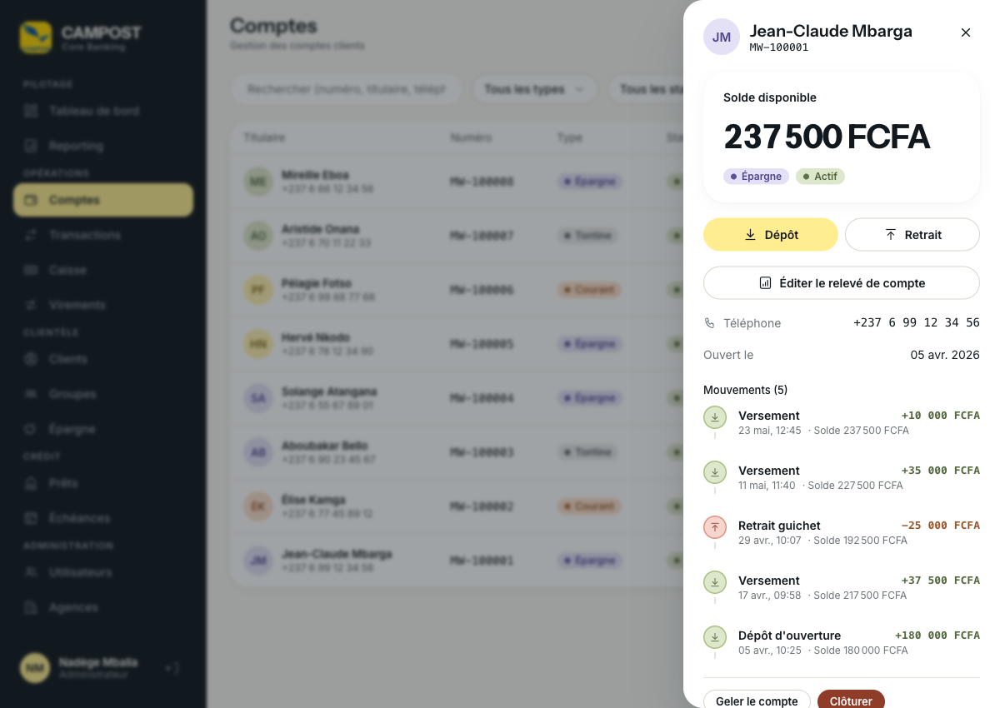 CAMPOST
Core Banking
PILOTAGE
Tableau de bord
Reporting
OPÉRATIONS
Comptes
Transactions
Caisse
Virements
CLIENTÈLE
Clients
Groupes
Épargne
CRÉDIT
Prêts
Échéances
ADMINISTRATION
Utilisateurs
Agences
NM
Nadège Mballa
Administrateur
Comptes
Gestion des comptes clients
Rechercher (numéro, titulaire, téléph
Tous les types
Tous les sta
Titulaire Numéro Type Sta
ME Mireille Eboa MW-100008 Épargne
+237 6 66 12 34 56
AO Aristide Onana MW-100007 Tontine
+237 6 70 11 22 33
PF Pélagie Fotso MW-100006 Courant
+237 6 99 88 77 66
HN Hervé Nkodo MW-100005 Épargne
+237 6 78 12 34 90
SA Solange Atangana MW-100004 Épargne
+237 6 55 67 89 01
AB Aboubakar Bello MW-100003 Tontine
+237 6 90 23 45 67
EK Élise Kamga MW-100002 Courant
+237 6 77 45 89 12
JM Jean-Claude Mbarga MW-100001 Épargne
+237 6 99 12 34 56
JM
Jean-Claude Mbarga
MW-100001
Solde disponible
237 500 FCFA
Épargne Actif
Dépôt Retrait
Éditer le relevé de compte
Téléphone +237 6 99 12 34 56
Ouvert le 05 avr. 2026
Mouvements (5)
Versement +10 000 FCFA
23 mai, 12:45 · Solde 237 500 FCFA
Versement +35 000 FCFA
11 mai, 11:40 · Solde 227 500 FCFA
Retrait guichet −25 000 FCFA
29 avr., 10:07 · Solde 192 500 FCFA
Versement +37 500 FCFA
17 avr., 09:58 · Solde 217 500 FCFA
Dépôt d'ouverture +180 000 FCFA
05 avr., 10:25 · Solde 180 000 FCFA
Geler le compte Clôturer